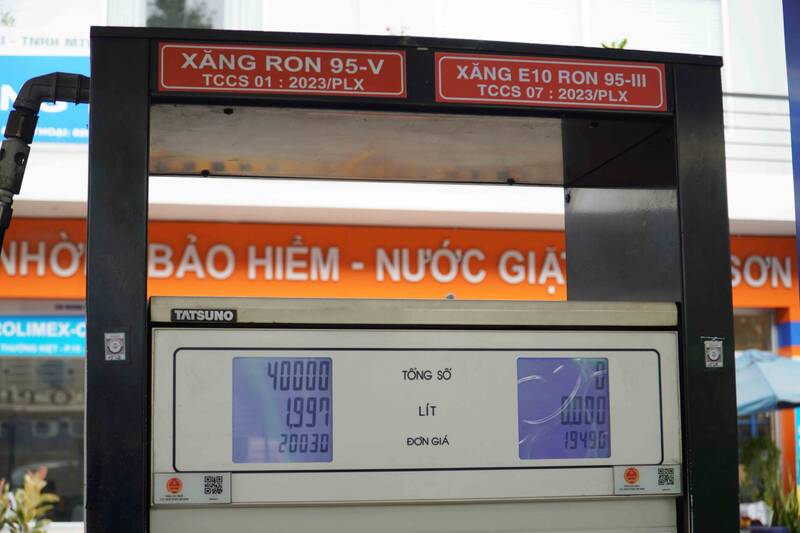 XĂNG RON 95-V
TCCS 01 : 2023/PLX
XĂNG E10 RON 95-III
TCCS 07 : 2023/PLX
BẢO HIỂM - NƯỚC GIẶT
SƠN
TATSUNO
40000
TỔNG SỐ
0
1,997
LÍT
0,000
20030
ĐƠN GIÁ
19490